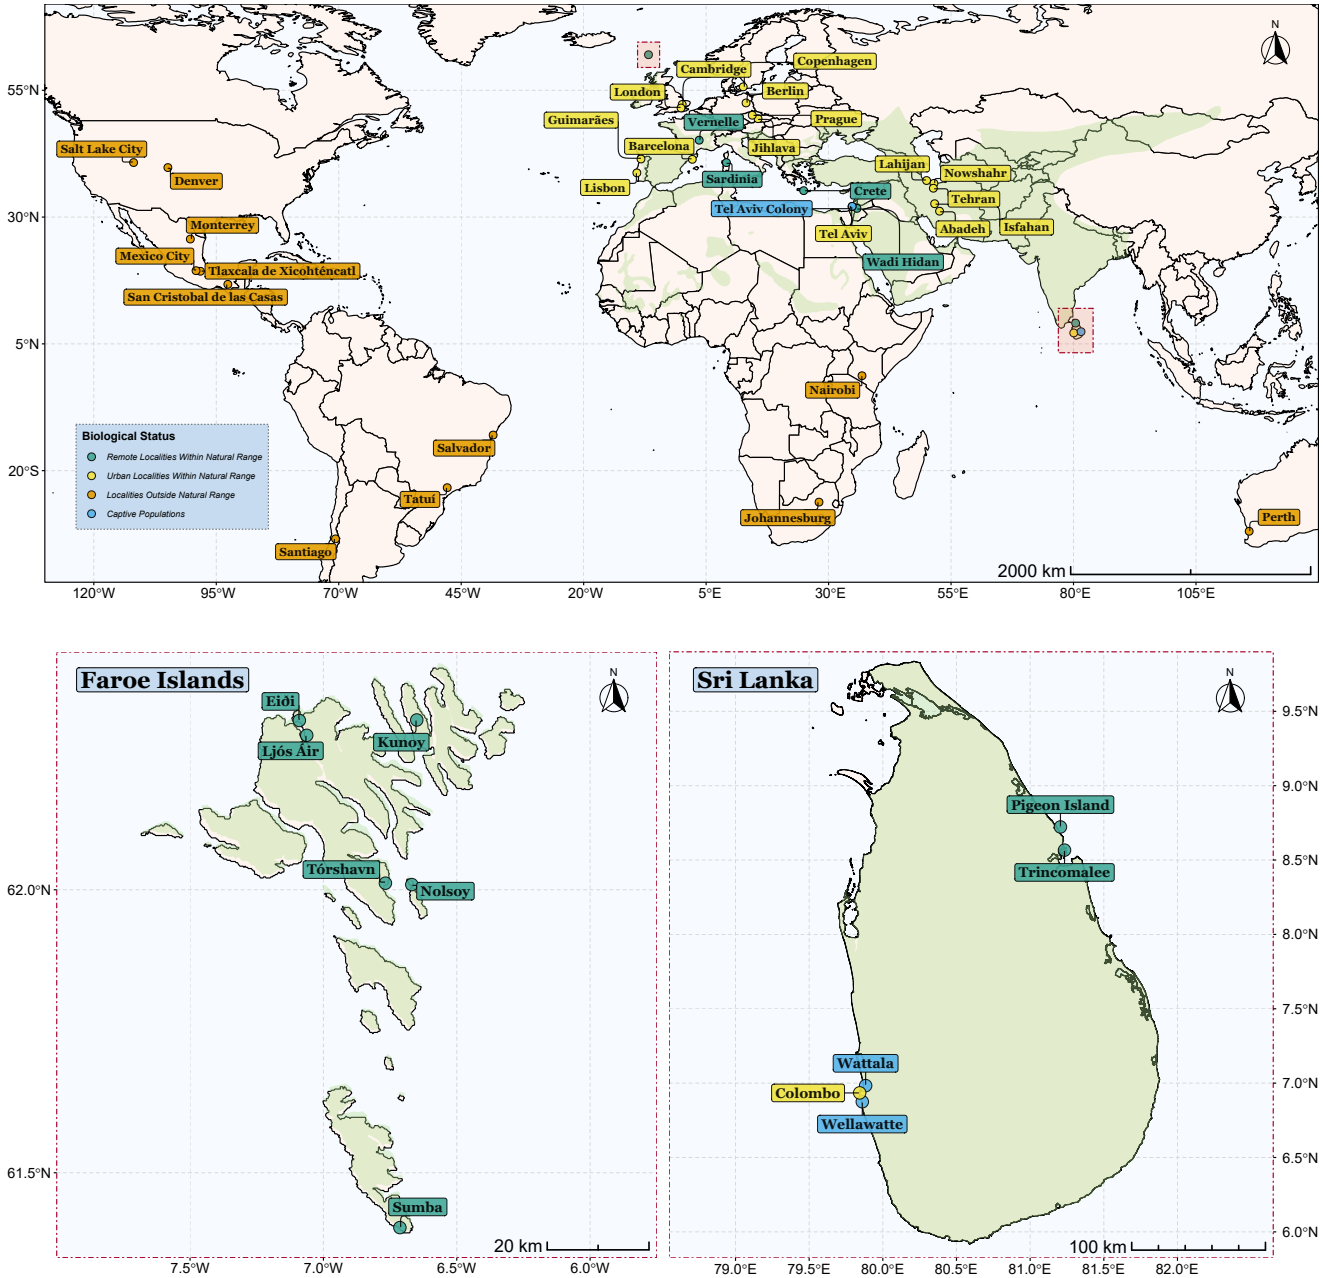 N
Copenhagen
Cambridge
55°N
London
Berlin
Guimarães
Vernelle
Prague
Salt Lake City
Barcelona
Jihlava
Lahijan
Nowshahr
Denver
Sardinia
Lisbon
Crete
Tehran
30°N
Tel Aviv Colony
Monterrey
Tel Aviv
Abadeh
Isfahan
Mexico City
Wadi Hidan
Tlaxcala de Xicohténcatl
San Cristobal de las Casas
5°N
Nairobi
Biological Status
Remote Localities Within Natural Range
Urban Localities Within Natural Range
Localities Outside Natural Range
Captive Populations
Salvador
20°S
Tatuí
Johannesburg
Perth
Santiago
2000 km
120°W 95°W 70°W 45°W 20°W 5°E 30°E 55°E 80°E 105°E
Faroe Islands
N
Eiði
Kunoy
Ljós Áir
Tórshavn
62.0°N
Nolsoy
61.5°N
Sumba
20 km
7.5°W 7.0°W 6.5°W 6.0°W
Sri Lanka
N
9.5°N
9.0°N
Pigeon Island
8.5°N
Trincomalee
8.0°N
7.5°N
Wattala
7.0°N
Colombo
Wellawatte
6.5°N
6.0°N
100 km
79.0°E 79.5°E 80.0°E 80.5°E 81.0°E 81.5°E 82.0°E